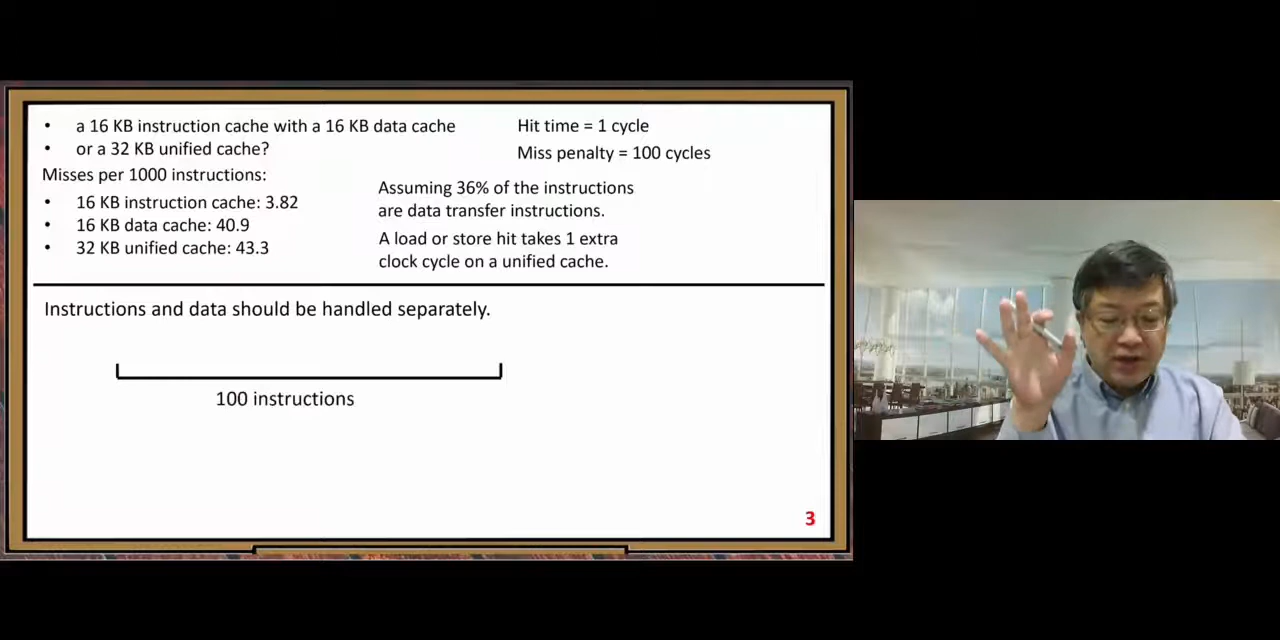 • a 16 KB instruction cache with a 16 KB data cache
• or a 32 KB unified cache?
Misses per 1000 instructions:
• 16 KB instruction cache: 3.82
• 16 KB data cache: 40.9
• 32 KB unified cache: 43.3
Hit time = 1 cycle
Miss penalty = 100 cycles
Assuming 36% of the instructions
are data transfer instructions.
A load or store hit takes 1 extra
clock cycle on a unified cache.
Instructions and data should be handled separately.
100 instructions
3